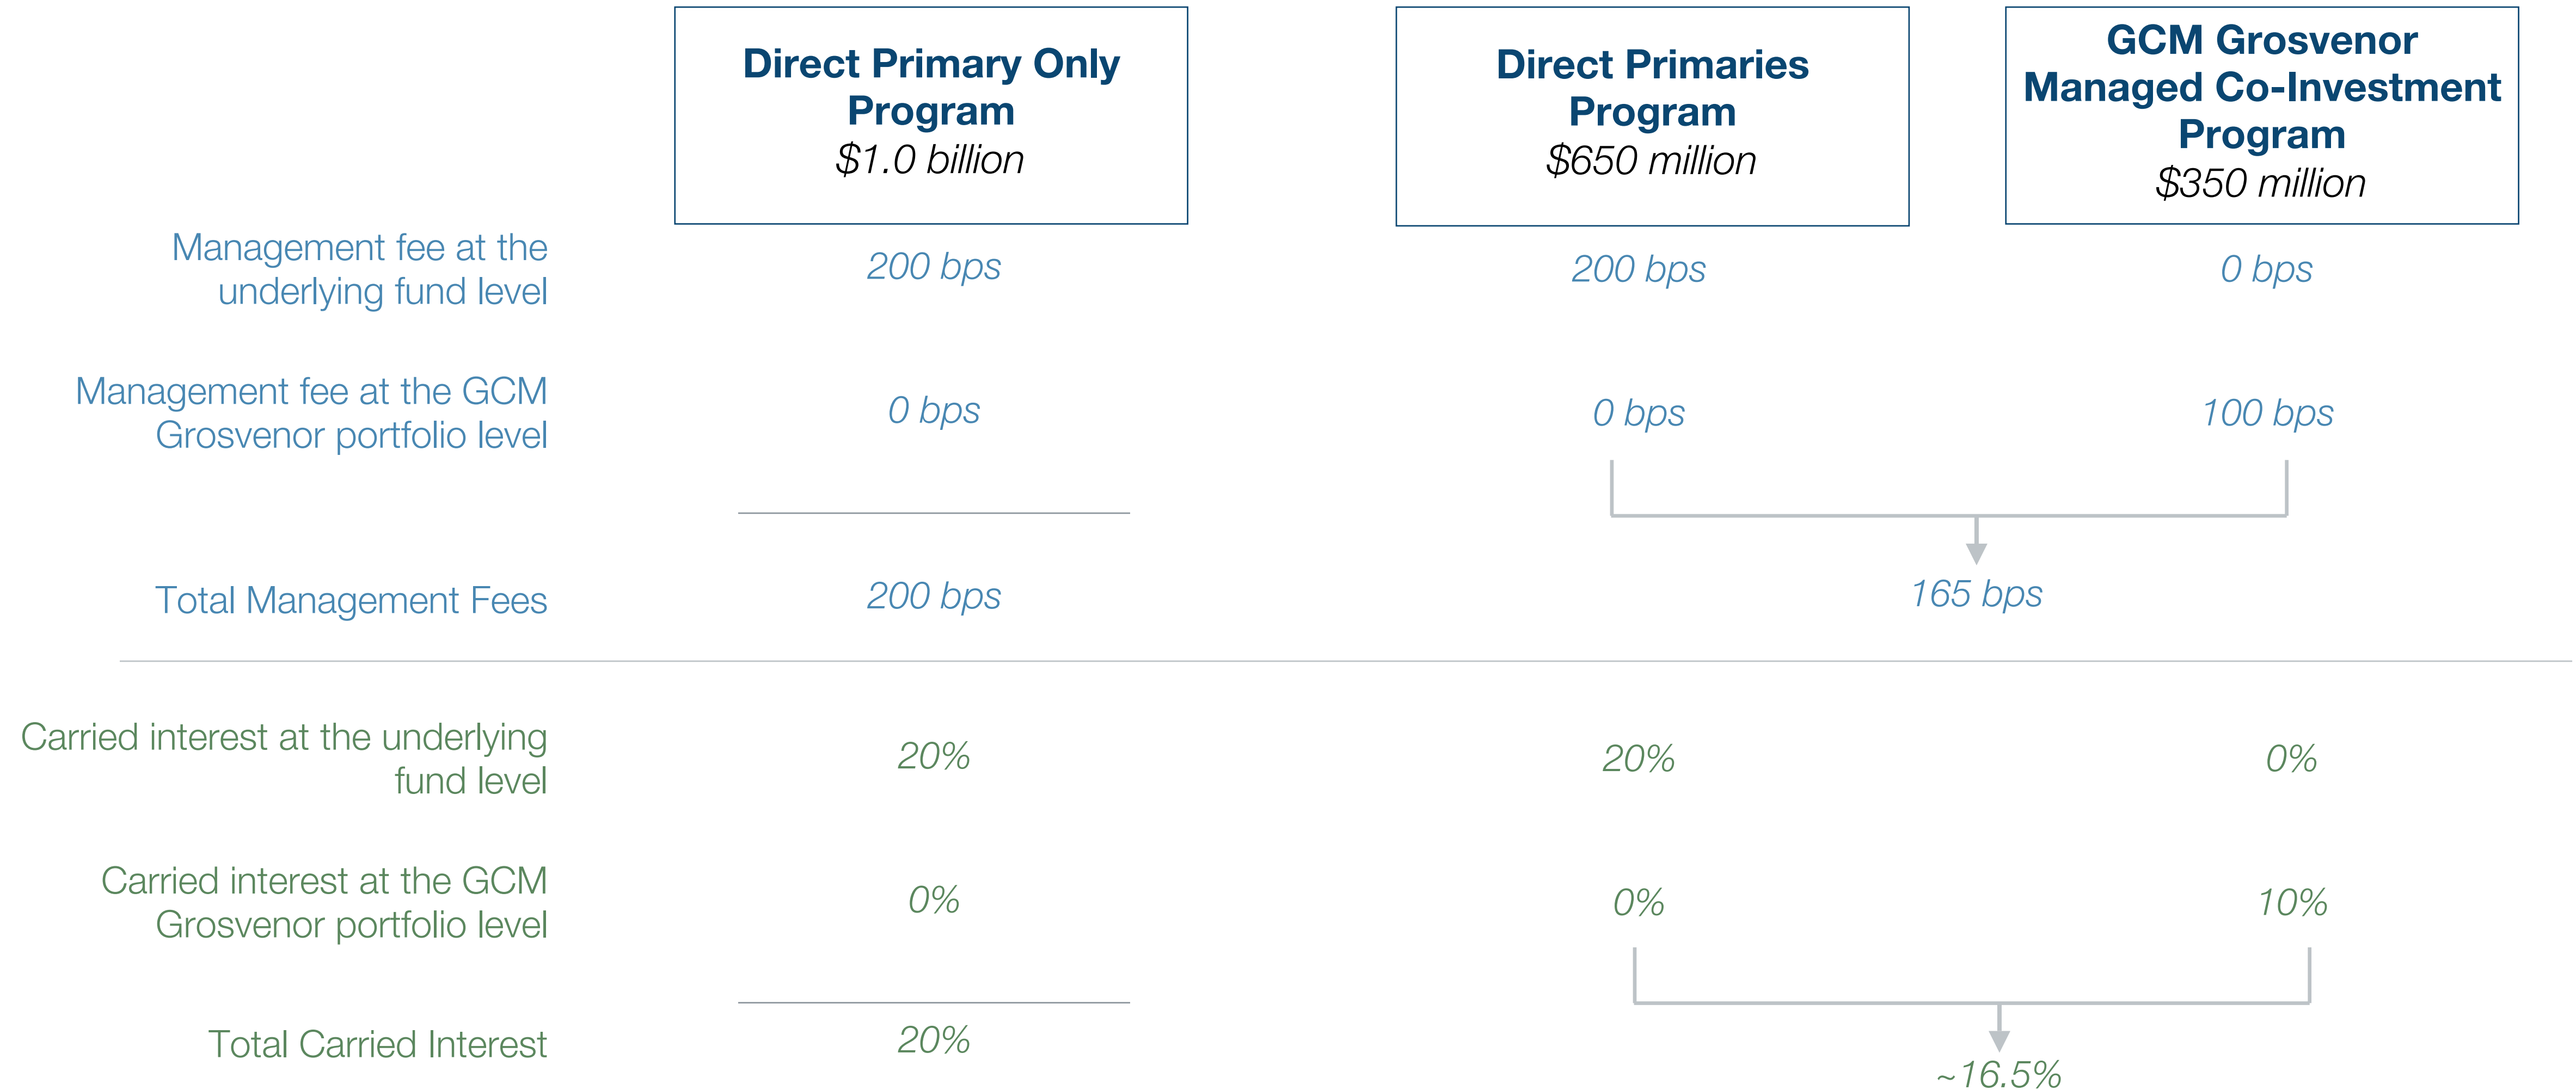 Direct Primary Only
Program
$1.0 billion
Direct Primaries
Program
$650 million
GCM Grosvenor
Managed Co-Investment
Program
$350 million
Management fee at the
underlying fund level
200 bps
200 bps
0 bps
Management fee at the GCM
Grosvenor portfolio level
0 bps
0 bps
100 bps
Total Management Fees
200 bps
165 bps
Carried interest at the underlying
fund level
20%
20%
0%
Carried interest at the GCM
Grosvenor portfolio level
0%
0%
10%
Total Carried Interest
20%
~16.5%